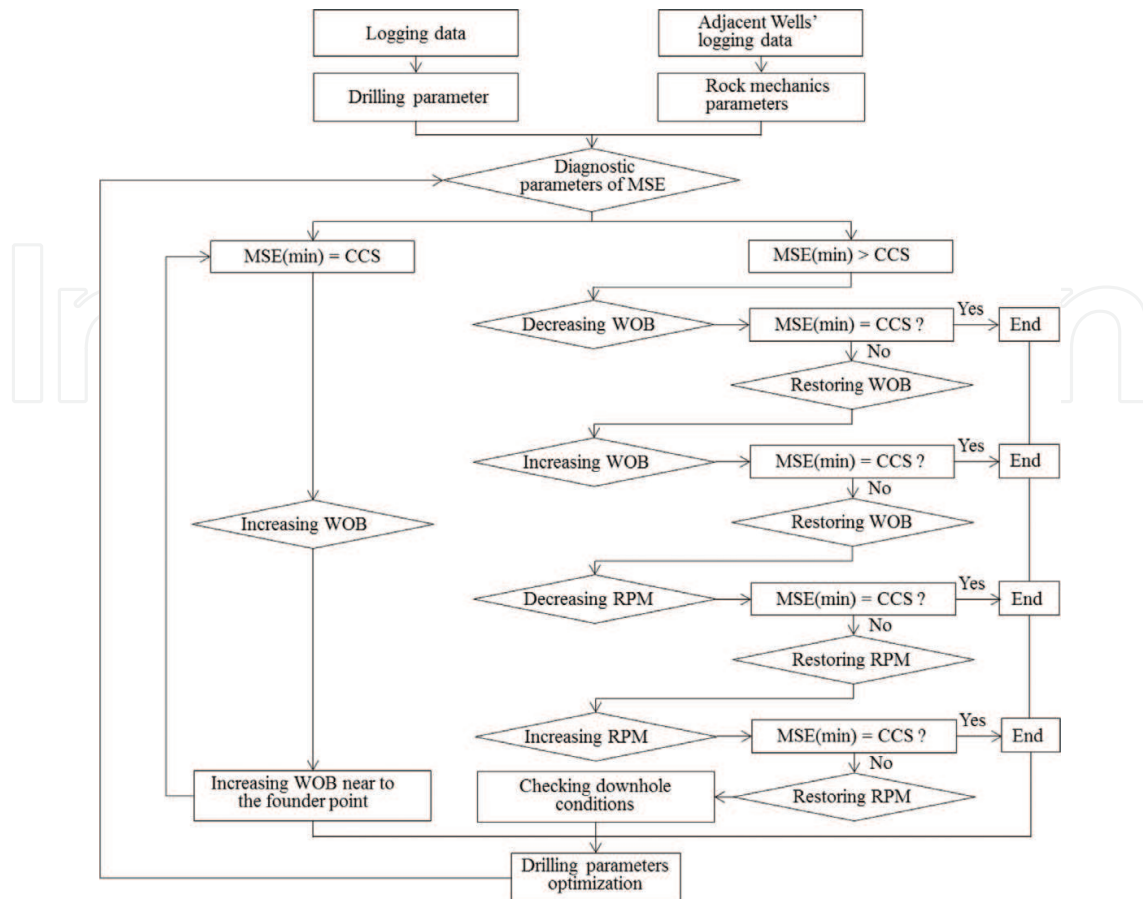 Logging data
Adjacent Wells'
logging data
Drilling parameter
Rock mechanics
parameters
Diagnostic
parameters of MSE
MSE(min) = CCS
MSE(min) > CCS
Decreasing WOB
MSE(min) = CCS ?
Yes
End
No
Restoring WOB
Increasing WOB
MSE(min) = CCS ?
Yes
End
No
Increasing WOB
Restoring WOB
Decreasing RPM
MSE(min) = CCS ?
Yes
End
No
Restoring RPM
Increasing RPM
MSE(min) = CCS ?
Yes
End
No
Increasing WOB near to
the founder point
Checking downhole
conditions
Restoring RPM
Drilling parameters
optimization